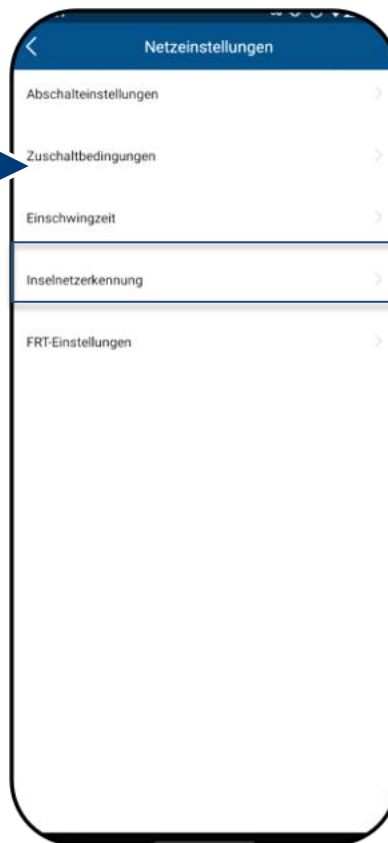 Netzeinstellungen
Abschalteinstellungen
Zuschaltbedingungen
Einschwingzeit
Inselnetzerkennung
FRT-Einstellungen